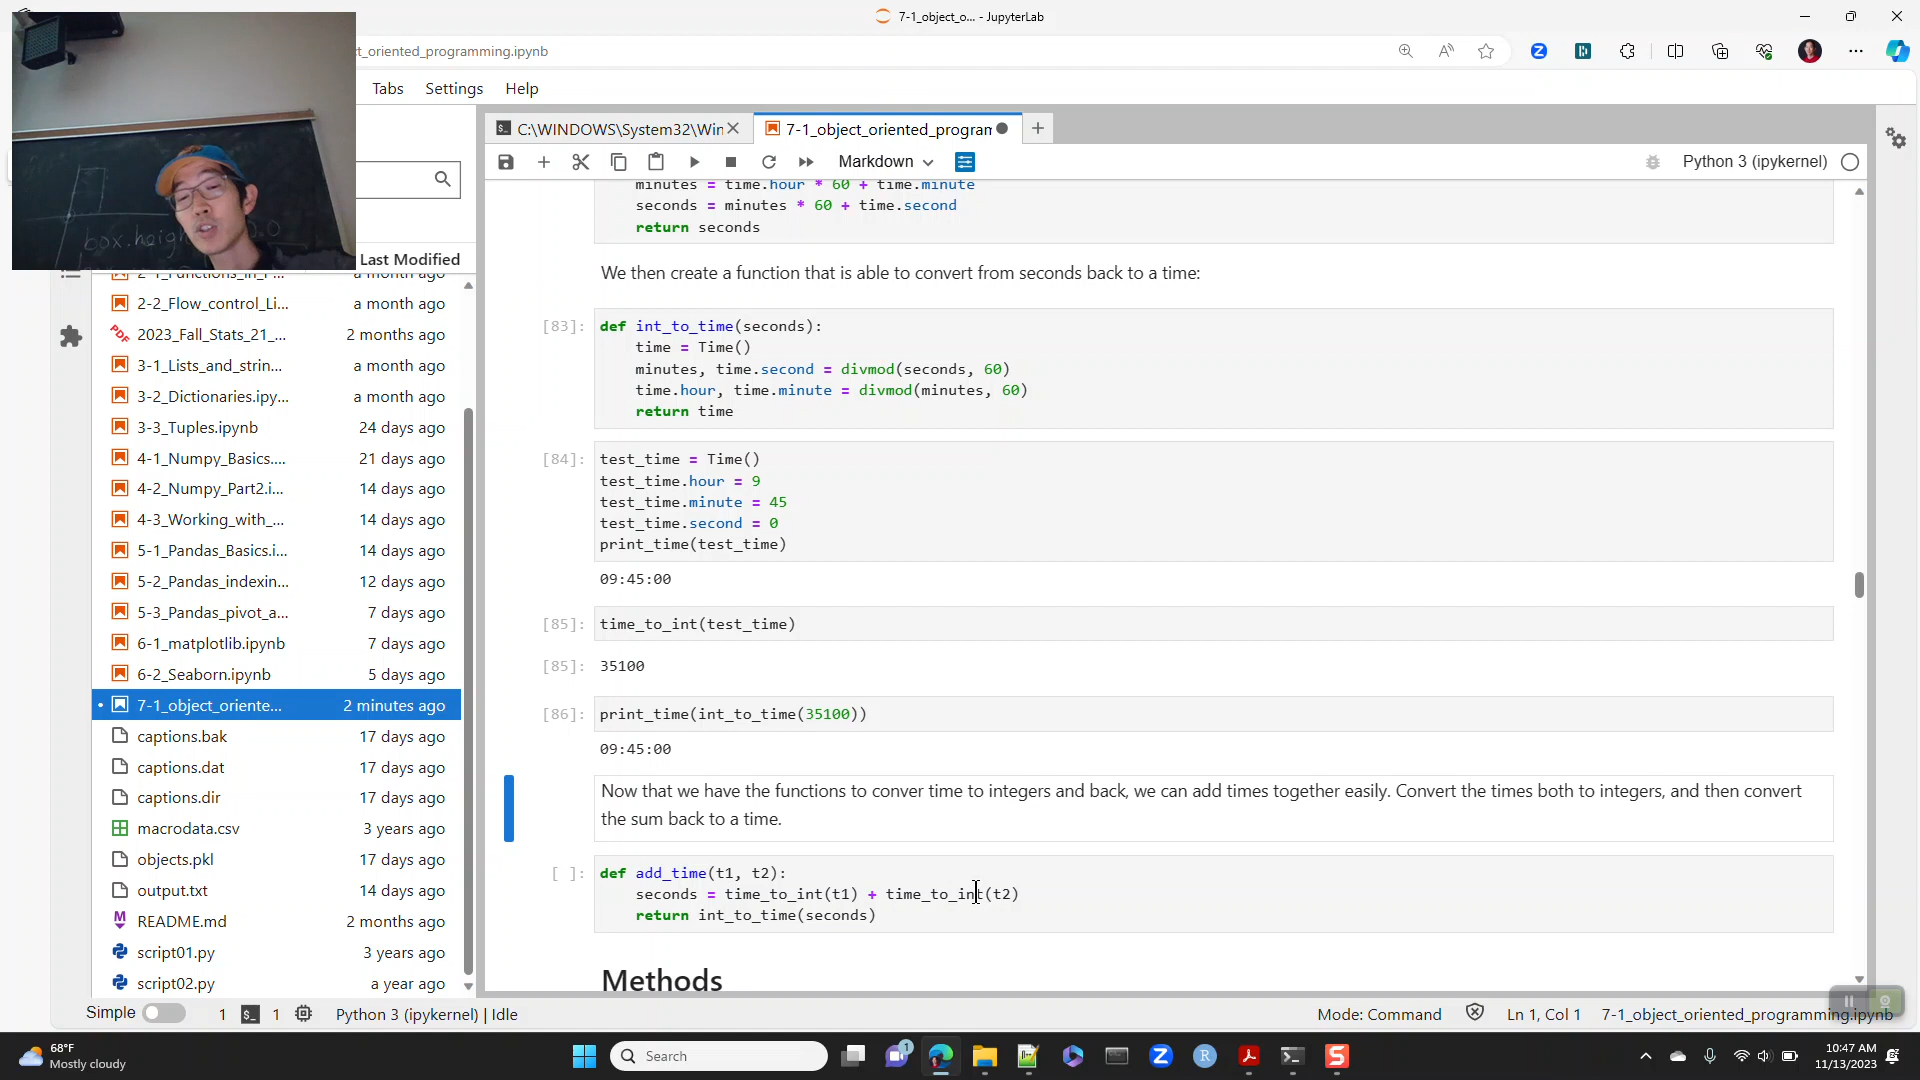 7-1_object_o... - JupyterLab
ct_oriented_programming.ipynb
Tabs Settings Help
C:\WINDOWS\System32\Win
7-1_object_oriented_program
Markdown
Python 3 (ipykernel)
box.heigh 0.0
Last Modified
a month ago
2-2_Flow_control_Li... a month ago
2023_Fall_Stats_21_... 2 months ago
3-1_Lists_and_strin... a month ago
3-2_Dictionaries.ipy... a month ago
3-3_Tuples.ipynb 24 days ago
4-1_Numpy_Basics.... 21 days ago
4-2_Numpy_Part2.i... 14 days ago
4-3_Working_with_... 14 days ago
5-1_Pandas_Basics.i... 14 days ago
5-2_Pandas_indexin... 12 days ago
5-3_Pandas_pivot_a... 7 days ago
6-1_matplotlib.ipynb 7 days ago
6-2_Seaborn.ipynb 5 days ago
7-1_object_oriente... 2 minutes ago
captions.bak 17 days ago
captions.dat 17 days ago
captions.dir 17 days ago
macrodata.csv 3 years ago
objects.pkl 17 days ago
output.txt 14 days ago
README.md 2 months ago
script01.py 3 years ago
script02.py a year ago
minutes = time.hour * 60 + time.minute
seconds = minutes * 60 + time.second
return seconds
We then create a function that is able to convert from seconds back to a time:
[83]: def int_to_time(seconds):
time = Time()
minutes, time.second = divmod(seconds, 60)
time.hour, time.minute = divmod(minutes, 60)
return time
[84]: test_time = Time()
test_time.hour = 9
test_time.minute = 45
test_time.second = 0
print_time(test_time)
09:45:00
[85]: time_to_int(test_time)
[85]: 35100
[86]: print_time(int_to_time(35100))
09:45:00
Now that we have the functions to conver time to integers and back, we can add times together easily. Convert the times both to integers, and then convert
the sum back to a time.
[ ]: def add_time(t1, t2):
seconds = time_to_int(t1) + time_to_int(t2)
return int_to_time(seconds)
Methods
Simple 1 1 Python 3 (ipykernel) | Idle
Mode: Command Ln 1, Col 1 7-1_object_oriented_programming.ipynb
68°F
Mostly cloudy
Search
10:47 AM
11/13/2023